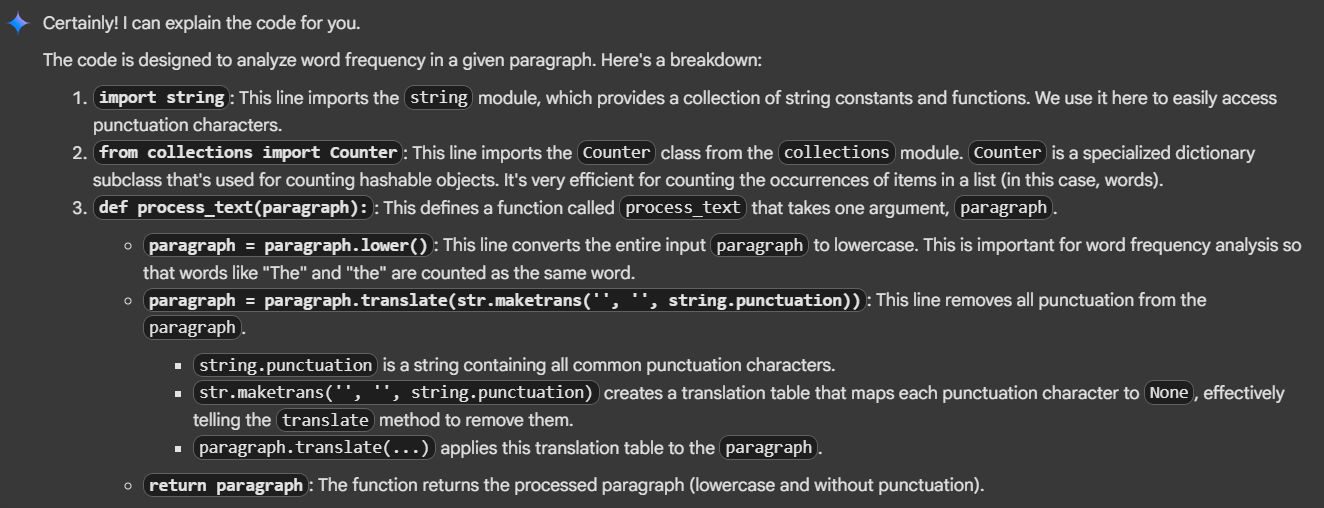 Certainly! I can explain the code for you.
The code is designed to analyze word frequency in a given paragraph. Here's a breakdown:
1. import string: This line imports the string module, which provides a collection of string constants and functions. We use it here to easily access
punctuation characters.
2. from collections import Counter: This line imports the Counter class from the collections module. Counter is a specialized dictionary
subclass that's used for counting hashable objects. It's very efficient for counting the occurrences of items in a list (in this case, words).
3. def process_text(paragraph):: This defines a function called process_text that takes one argument, paragraph.
◦ paragraph = paragraph.lower(): This line converts the entire input paragraph to lowercase. This is important for word frequency analysis so
that words like "The" and "the" are counted as the same word.
◦ paragraph = paragraph.translate(str.maketrans('', '', string.punctuation)): This line removes all punctuation from the
paragraph.
▪ string.punctuation is a string containing all common punctuation characters.
▪ str.maketrans('', '', string.punctuation) creates a translation table that maps each punctuation character to None, effectively
telling the translate method to remove them.
▪ paragraph.translate(...) applies this translation table to the paragraph.
◦ return paragraph: The function returns the processed paragraph (lowercase and without punctuation).